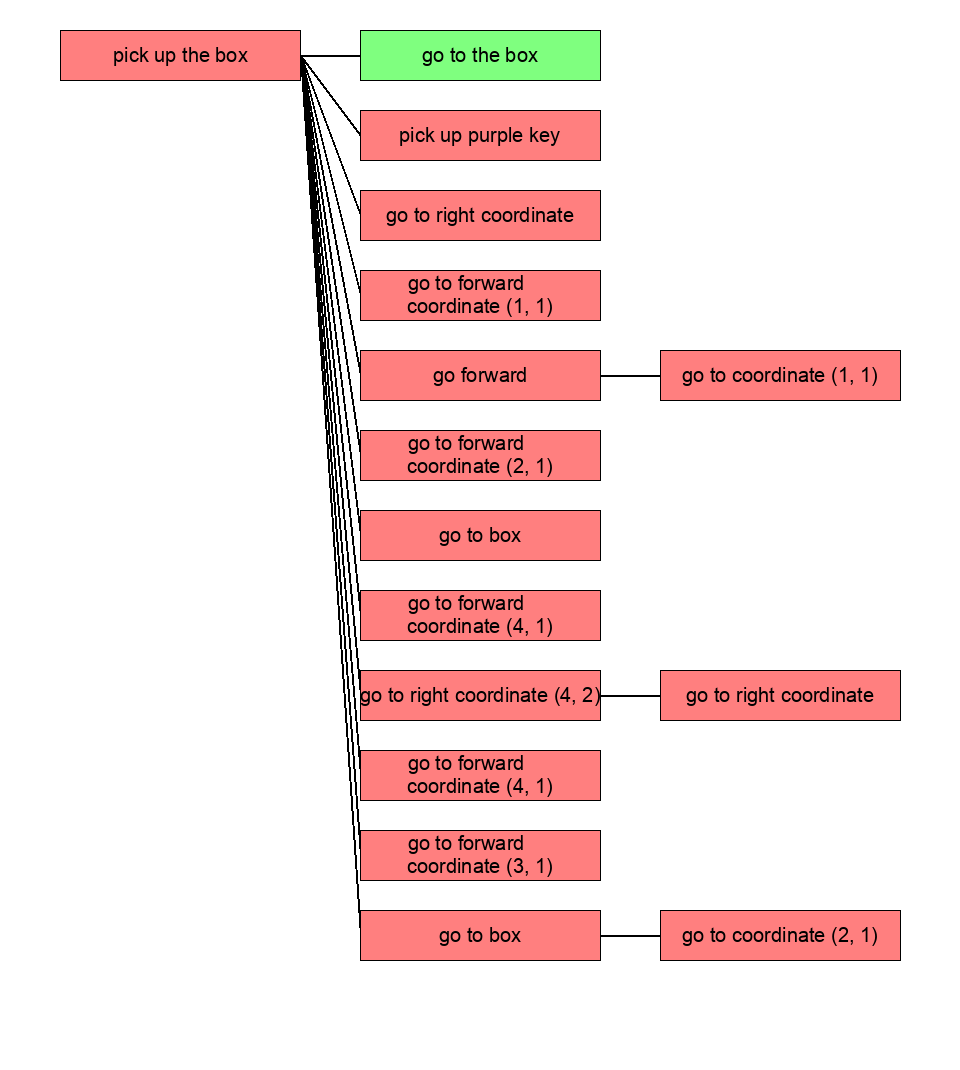 pick up the box
go to the box
pick up purple key
go to right coordinate
go to forward
coordinate (1, 1)
go forward
go to coordinate (1, 1)
go to forward
coordinate (2, 1)
go to box
go to forward
coordinate (4, 1)
go to right coordinate (4, 2)
go to right coordinate
go to forward
coordinate (4, 1)
go to forward
coordinate (3, 1)
go to box
go to coordinate (2, 1)